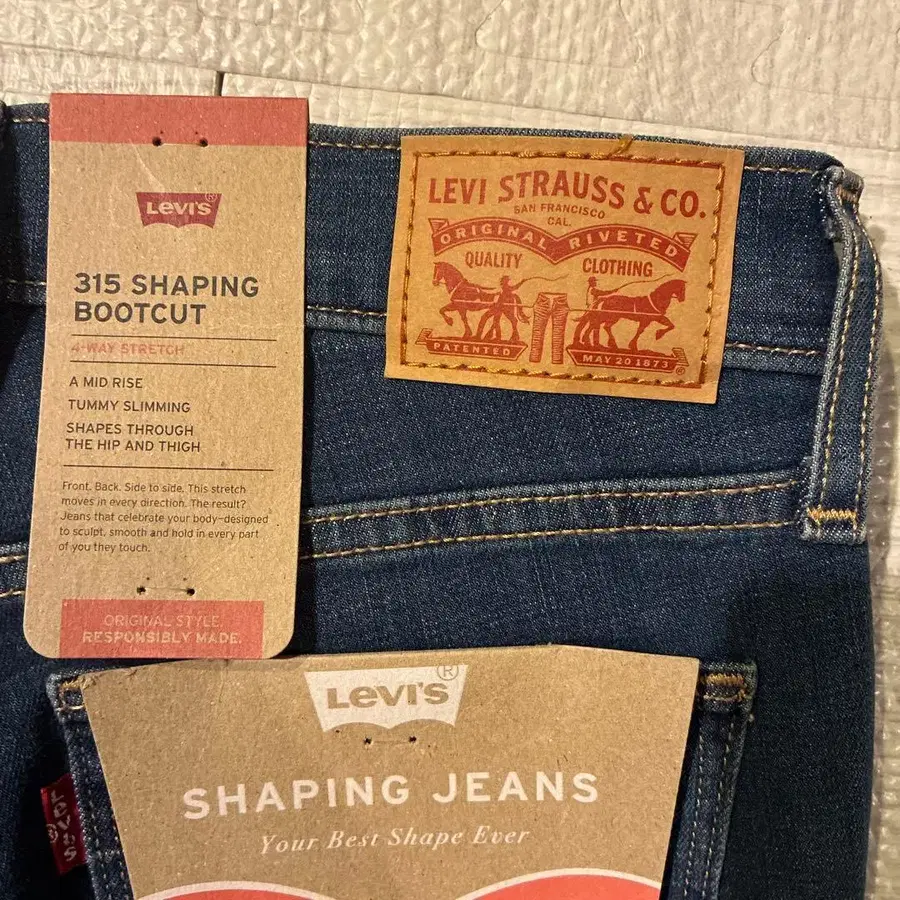 LEVI'S
315 SHAPING
BOOTCUT
4-WAY STRETCH
A MID RISE
TUMMY SLIMMING
SHAPES THROUGH
THE HIP AND THIGH
Front. Back. Side to side. This stretch
moves in every direction. The result?
Jeans that celebrate your body–designed
to sculpt, smooth and hold in every part
of you they touch.
ORIGINAL STYLE.
RESPONSIBLY MADE.
LEVI STRAUSS & CO.
SAN FRANCISCO
CAL.
ORIGINAL RIVETED
QUALITY CLOTHING
PATENTED MAY 20 1873 ®
LEVI'S ®
SHAPING JEANS
Your Best Shape Ever
LEVI'S ®